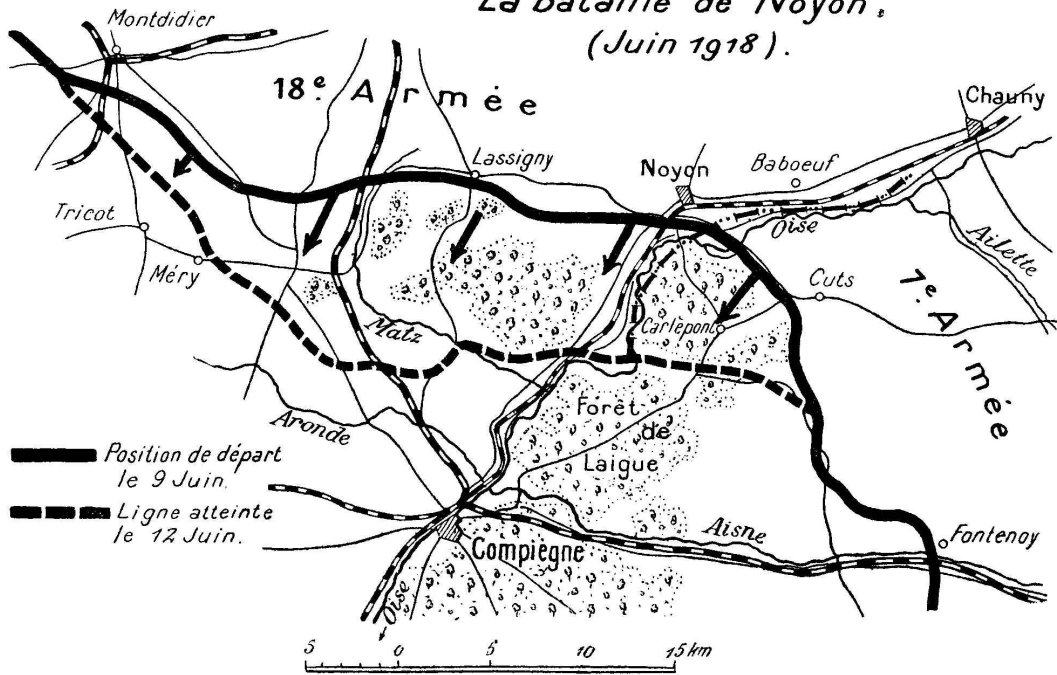 La Bataille de Noyon.
(Juin 1918).
Montdidier
18e Armée
Chauny
Lassigny
Noyon
Baboeuf
Tricot
Oise
Ailette
Méry
Cuts
7e Armée
Matz
Carlepont
Aronde
Forêt
de
Laigue
Position de départ
le 9 Juin.
Ligne atteinte
le 12 Juin.
Aisne
Fontenoy
Compiègne
Oise
5 0 5 10 15 km